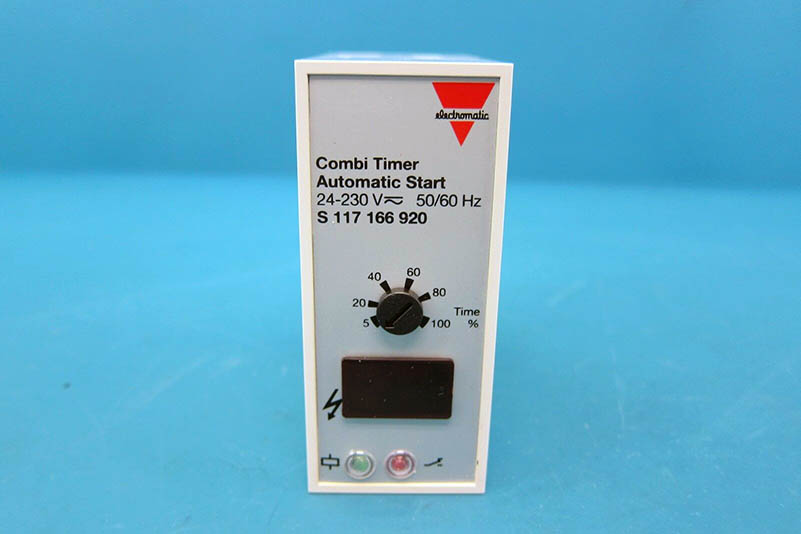 electromatic
Combi Timer
Automatic Start
24-230 V⎓~ 50/60 Hz
S 117 166 920
40 60
20 80
5 100
Time
%